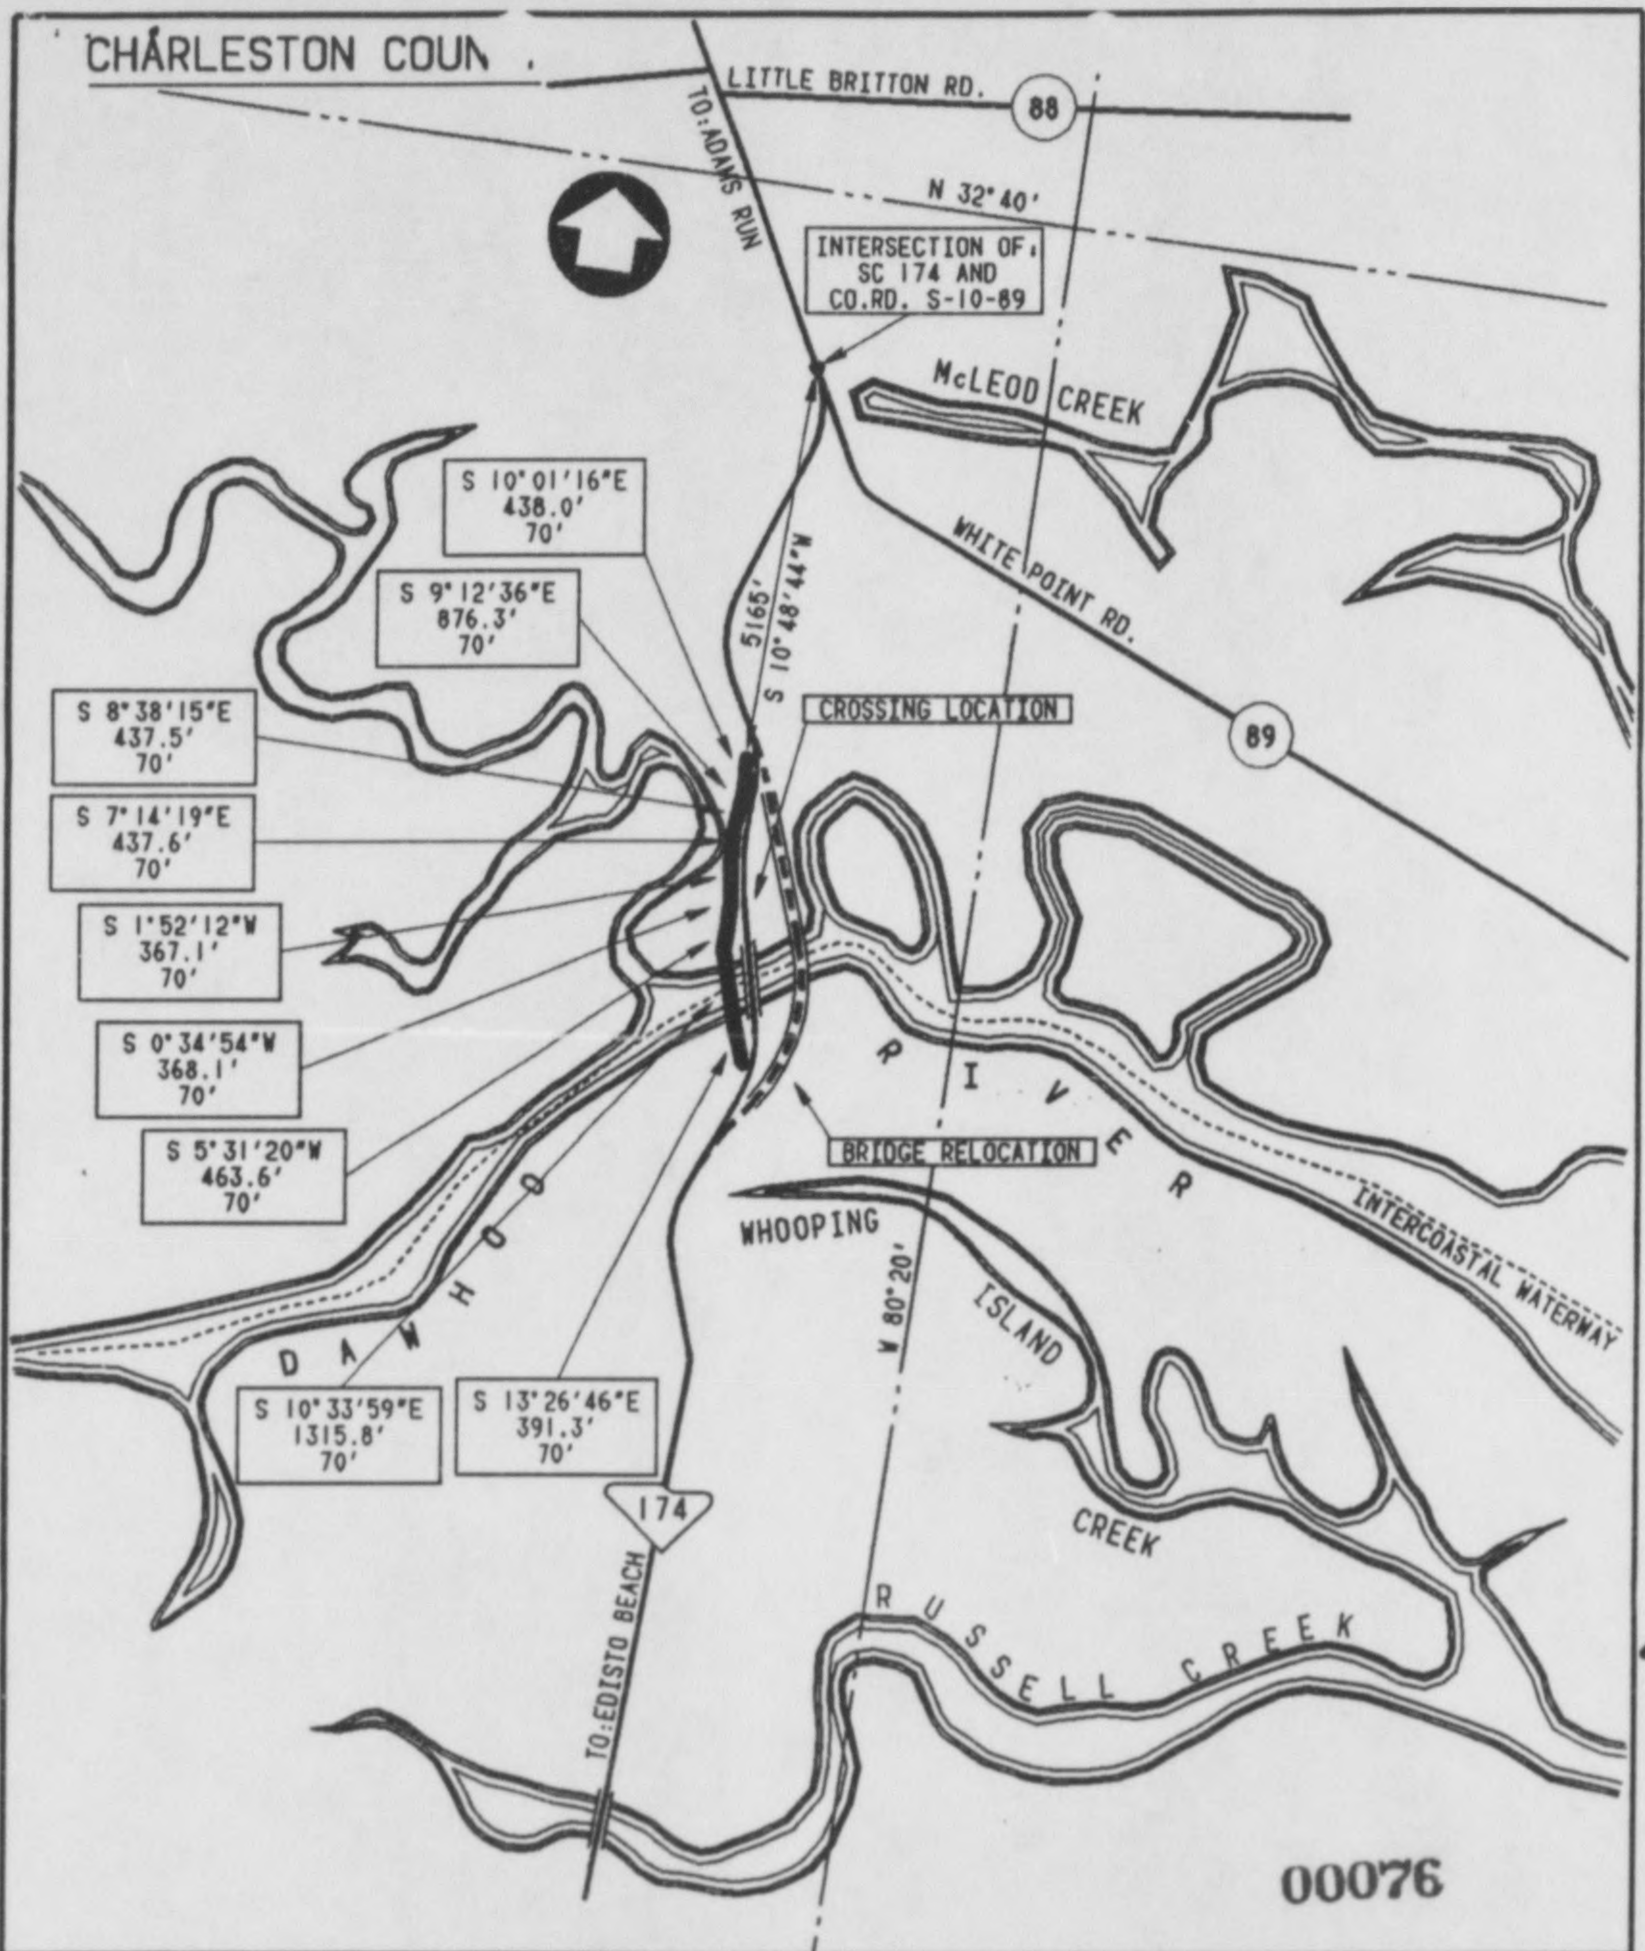 CHARLESTON COUN
LITTLE BRITTON RD.
88
TO:ADAMS RUN
N 32°40'
INTERSECTION OF
SC 174 AND
CO.RD. S-10-89
McLEOD CREEK
S 10°01'16"E
438.0'
70'
5165'
S 10°48'44"W
WHITE POINT RD.
89
S 9°12'36"E
876.3'
70'
S 8°38'15"E
437.5'
70'
CROSSING LOCATION
S 7°14'19"E
437.6'
70'
S 1°52'12"W
367.1'
70'
S 0°34'54"W
368.1'
70'
S 5°31'20"W
463.6'
70'
DAWHOO RIVER
BRIDGE RELOCATION
INTERCOASTAL WATERWAY
WHOOPING
ISLAND
CREEK
W 80°20'
S 10°33'59"E
1315.8'
70'
S 13°26'46"E
391.3'
70'
174
TO:EDISTO BEACH
RUSSELL CREEK
00076